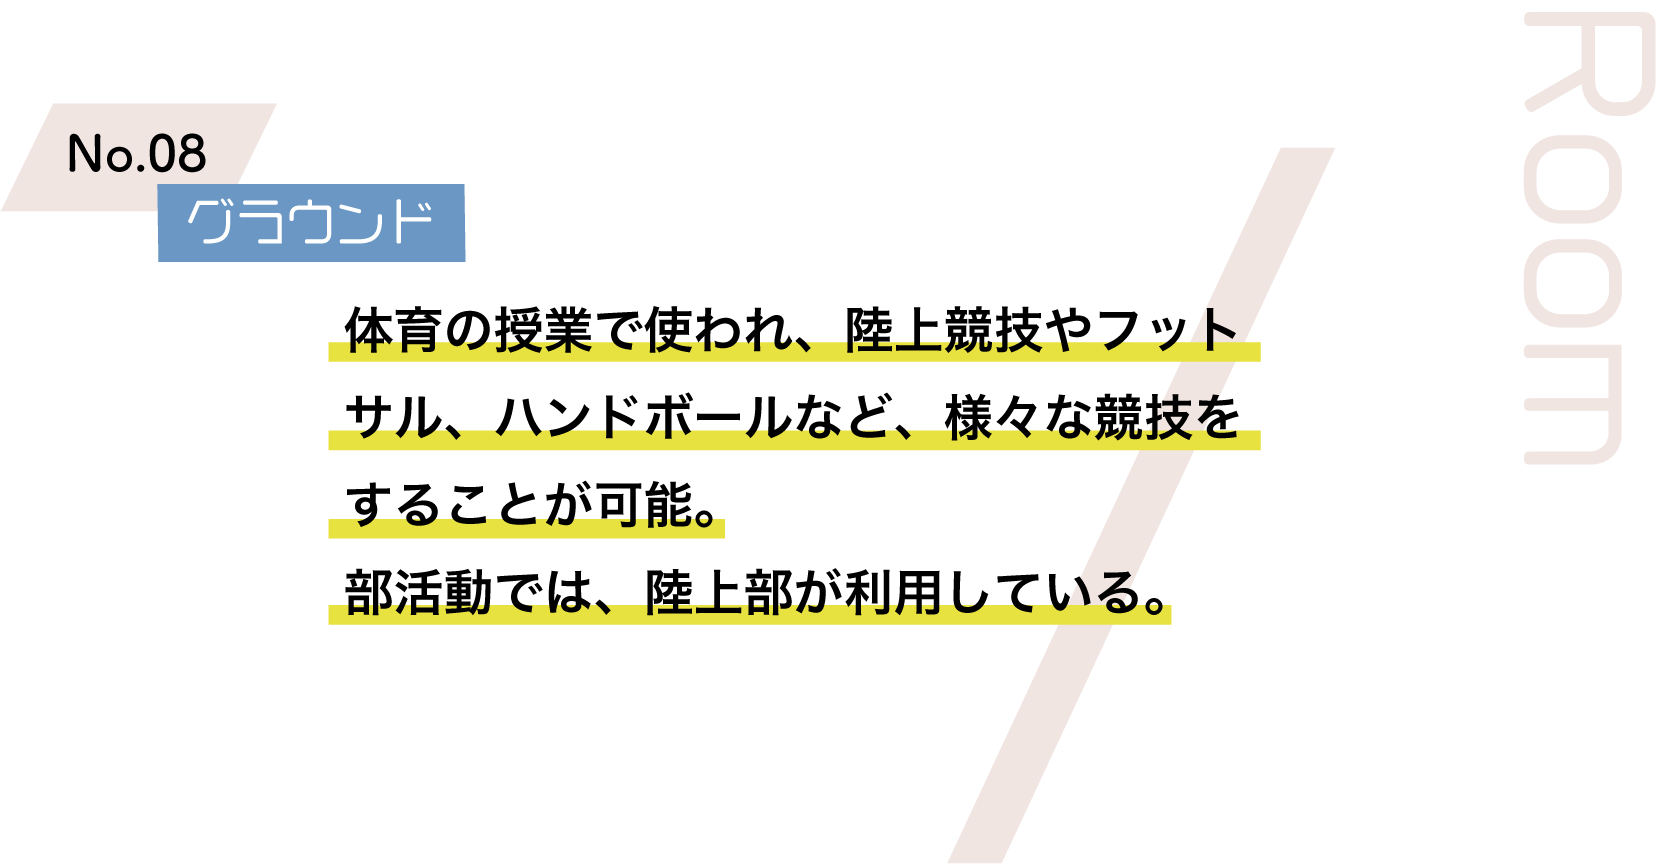 No.08
グラウンド
体育の授業で使われ、陸上競技やフット
サル、ハンドボールなど、様々な競技を
することが可能。
部活動では、陸上部が利用している。
Room